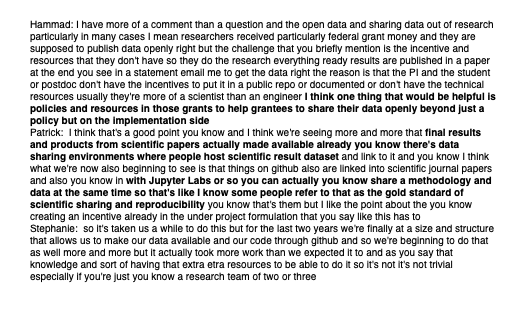 Hammad: I have more of a comment than a question and the open data and sharing data out of research
particularly in many cases I mean researchers received particularly federal grant money and they are
supposed to publish data openly right but the challenge that you briefly mention is the incentive and
resources that they don't have so they do the research everything ready results are published in a paper
at the end you see in a statement email me to get the data right the reason is that the PI and the student
or postdoc don't have the incentives to put it in a public repo or documented or don't have the technical
resources usually they're more of a scientist than an engineer I think one thing that would be helpful is
policies and resources in those grants to help grantees to share their data openly beyond just a
policy but on the implementation side
Patrick: I think that's a good point you know and I think we're seeing more and more that final results
and products from scientific papers actually made available already you know there's data
sharing environments where people host scientific result dataset and link to it and you know I think
what we're now also beginning to see is that things on github also are linked into scientific journal papers
and also you know in with Jupyter Labs or so you can actually you know share a methodology and
data at the same time so that's like I know some people refer to that as the gold standard of
scientific sharing and reproducibility you know that's them but I like the point about the you know
creating an incentive already in the under project formulation that you say like this has to
Stephanie: so it's taken us a while to do this but for the last two years we're finally at a size and structure
that allows us to make our data available and our code through github and so we're beginning to do that
as well more and more but it actually took more work than we expected it to and as you say that
knowledge and sort of having that extra etra resources to be able to do it so it's not it's not trivial
especially if you're just you know a research team of two or three